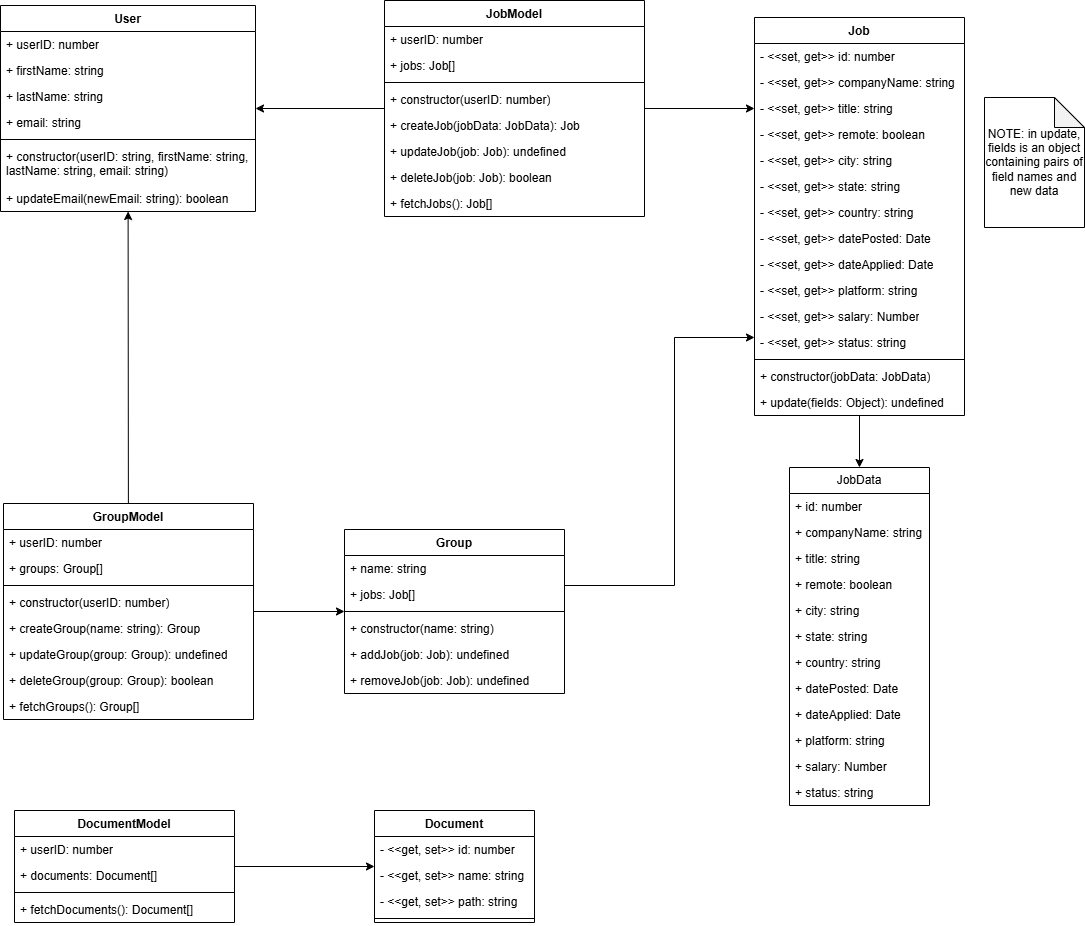 User
+ userID: number
+ firstName: string
+ lastName: string
+ email: string
+ constructor(userID: string, firstName: string,
lastName: string, email: string)
+ updateEmail(newEmail: string): boolean
JobModel
+ userID: number
+ jobs: Job[]
+ constructor(userID: number)
+ createJob(jobData: JobData): Job
+ updateJob(job: Job): undefined
+ deleteJob(job: Job): boolean
+ fetchJobs(): Job[]
Job
- <<set, get>> id: number
- <<set, get>> companyName: string
- <<set, get>> title: string
- <<set, get>> remote: boolean
- <<set, get>> city: string
- <<set, get>> state: string
- <<set, get>> country: string
- <<set, get>> datePosted: Date
- <<set, get>> dateApplied: Date
- <<set, get>> platform: string
- <<set, get>> salary: Number
- <<set, get>> status: string
+ constructor(jobData: JobData)
+ update(fields: Object): undefined
NOTE: in update,
fields is an object
containing pairs of
field names and
new data
GroupModel
+ userID: number
+ groups: Group[]
+ constructor(userID: number)
+ createGroup(name: string): Group
+ updateGroup(group: Group): undefined
+ deleteGroup(group: Group): boolean
+ fetchGroups(): Group[]
Group
+ name: string
+ jobs: Job[]
+ constructor(name: string)
+ addJob(job: Job): undefined
+ removeJob(job: Job): undefined
JobData
+ id: number
+ companyName: string
+ title: string
+ remote: boolean
+ city: string
+ state: string
+ country: string
+ datePosted: Date
+ dateApplied: Date
+ platform: string
+ salary: Number
+ status: string
DocumentModel
+ userID: number
+ documents: Document[]
+ fetchDocuments(): Document[]
Document
- <<get, set>> id: number
- <<get, set>> name: string
- <<get, set>> path: string